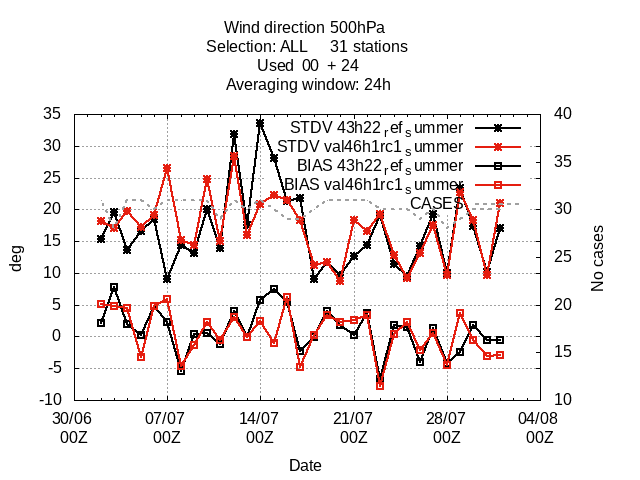 Wind direction 500hPa
Selection: ALL 31 stations
Used 00 + 24
Averaging window: 24h
STDV 43h22_ref_summer
STDV val46h1rc1_summer
BIAS 43h22_ref_summer
BIAS val46h1rc1_summer
CASES
35
30
25
20
15
10
5
0
-5
-10
deg
40
35
30
25
20
15
10
No cases
30/06 07/07 14/07 21/07 28/07 04/08
00Z 00Z 00Z 00Z 00Z 00Z
Date